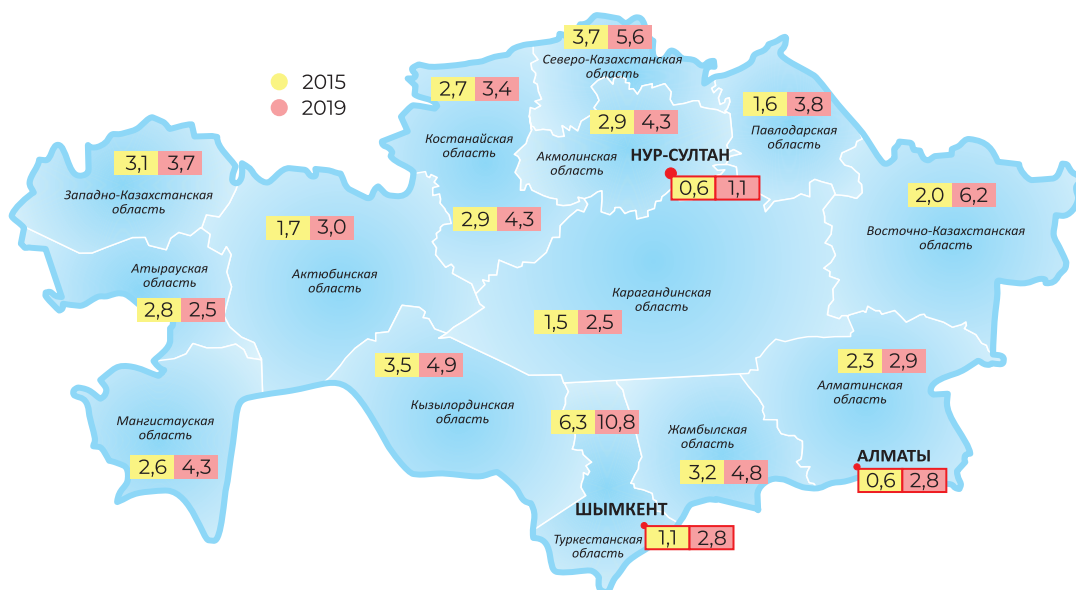 3,7 5,6
Северо-Казахстанская
область
2015
2019
2,7 3,4
Костанайская
область
2,9 4,3
Акмолинская
область
НУР-СУЛТАН
0,6 1,1
1,6 3,8
Павлодарская
область
3,1 3,7
Западно-Казахстанская
область
2,0 6,2
Восточно-Казахстанская
область
1,7 3,0
Актюбинская
область
2,9 4,3
Атырауская
область
2,8 2,5
Карагандинская
область
1,5 2,5
3,5 4,9
Кызылординская
область
2,3 2,9
Алматинская
область
Мангистауская
область
2,6 4,3
6,3 10,8
Жамбылская
область
3,2 4,8
АЛМАТЫ
0,6 2,8
ШЫМКЕНТ
1,1 2,8
Туркестанская
область